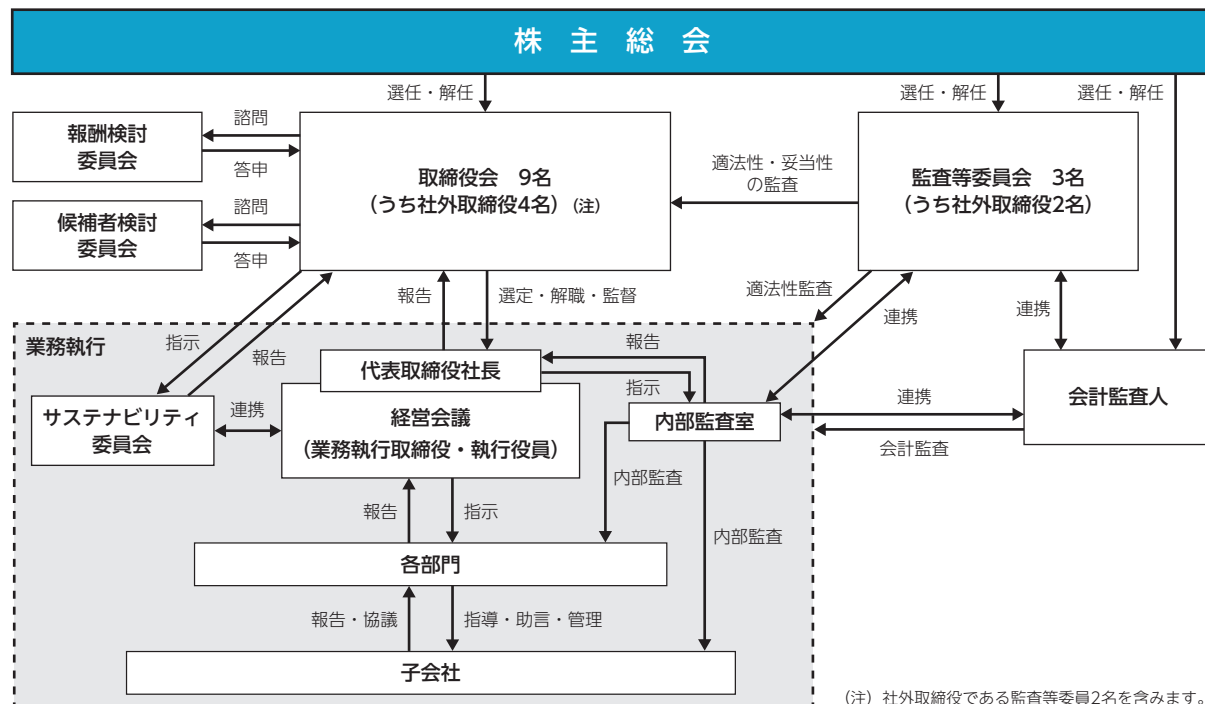 株主総会
選任・解任
選任・解任
選任・解任
報酬検討
委員会
諮問
答申
取締役会 9名
(うち社外取締役4名)(注)
適法性・妥当性
の監査
監査等委員会 3名
(うち社外取締役2名)
候補者検討
委員会
諮問
答申
報告
選定・解職・監督
適法性監査
連携
連携
業務執行
指示
報告
代表取締役社長
報告
指示
サステナビリティ
委員会
連携
経営会議
(業務執行取締役・執行役員)
内部監査室
連携
会計監査
会計監査人
報告
指示
内部監査
内部監査
各部門
報告・協議
指導・助言・管理
子会社
(注)社外取締役である監査等委員2名を含みます。